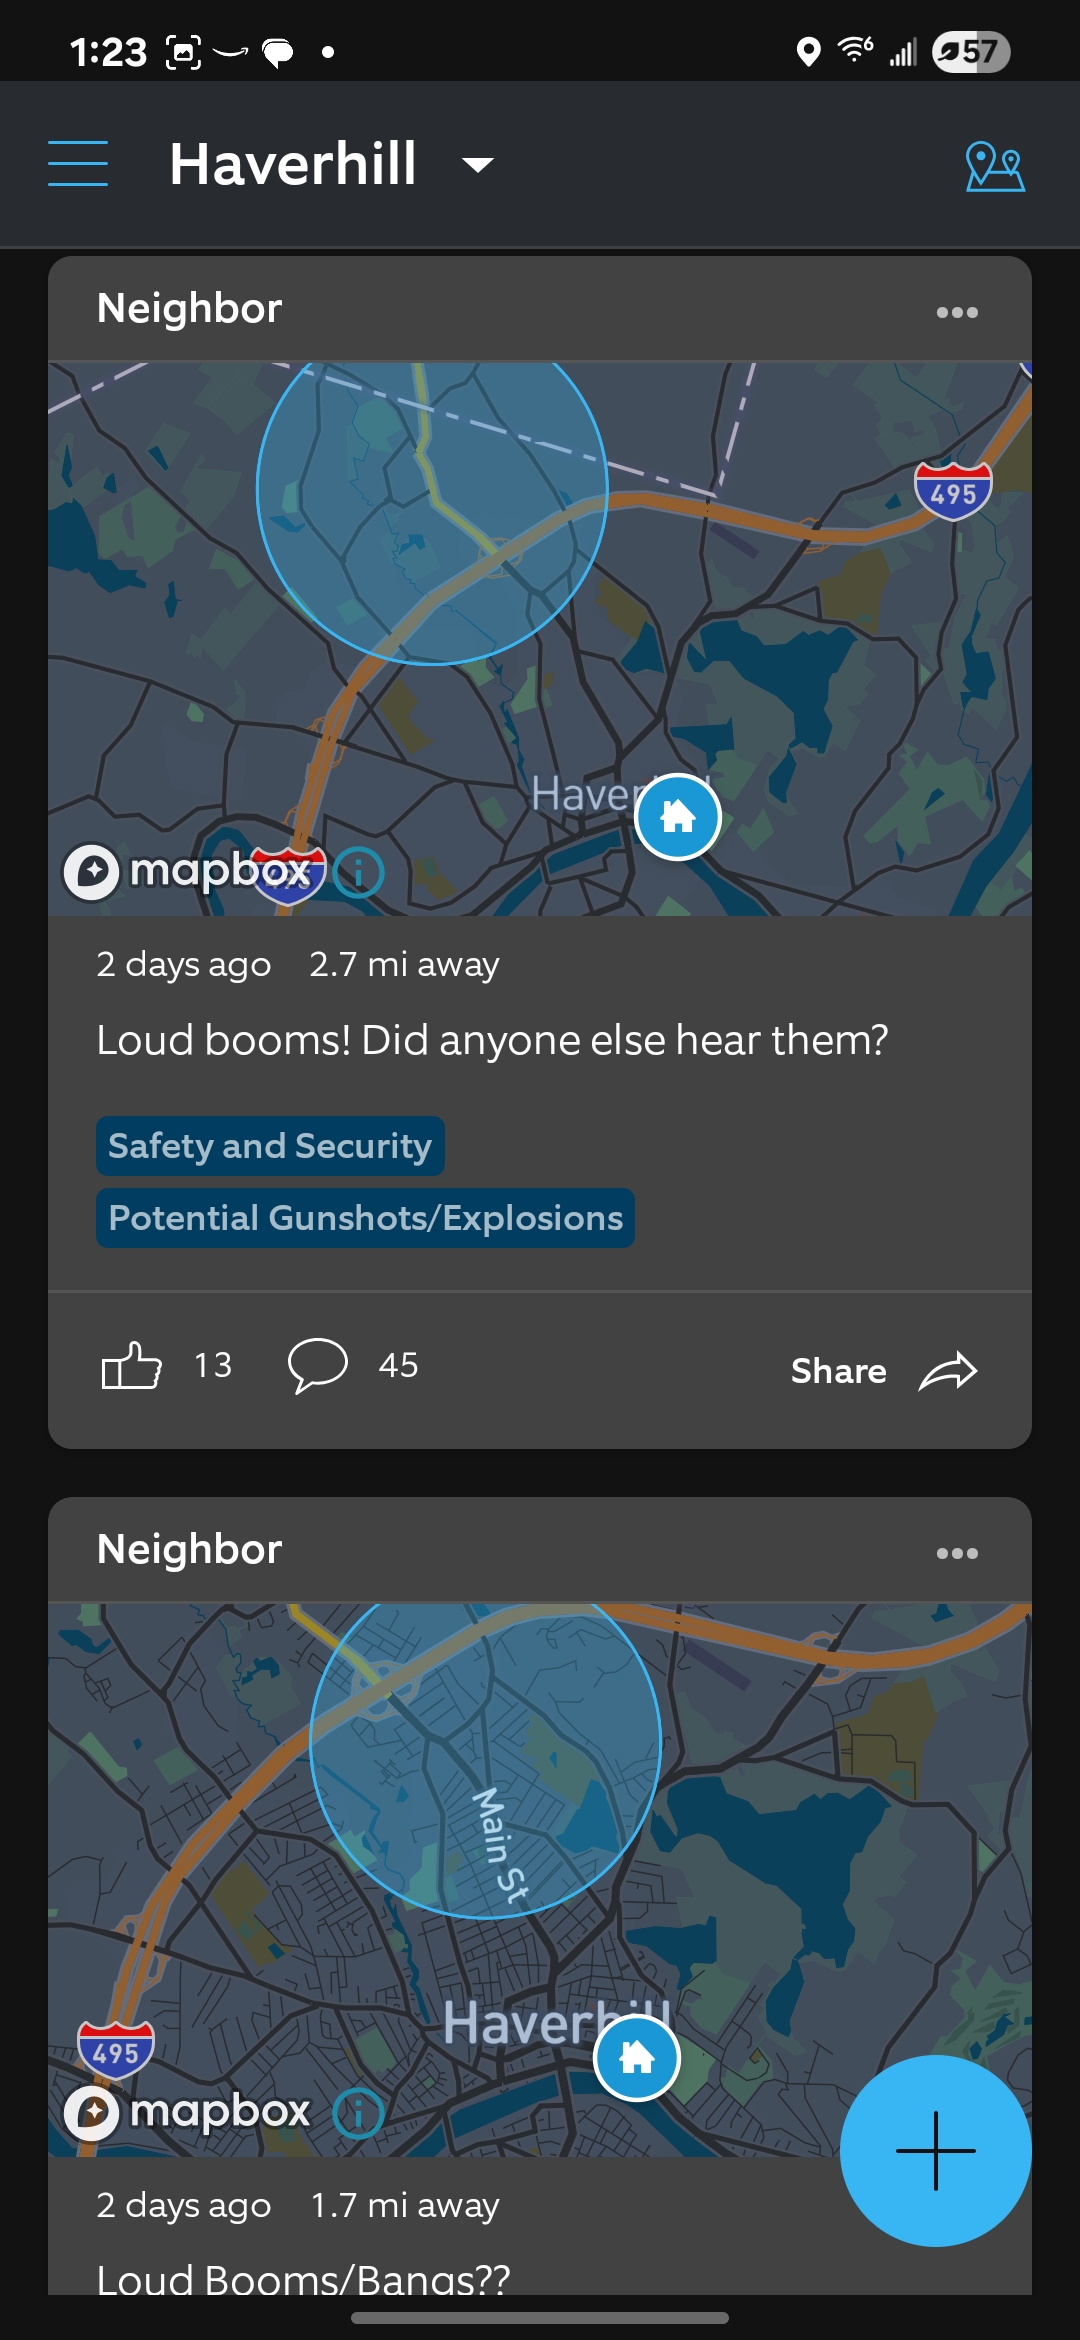 1:23
6
57
Haverhill
Neighbor
495
Haver
mapbox
495
2 days ago 2.7 mi away
Loud booms! Did anyone else hear them?
Safety and Security
Potential Gunshots/Explosions
13 45 Share
Neighbor
Main St
Haverhill
495
mapbox
2 days ago 1.7 mi away
Loud Booms/Bangs??